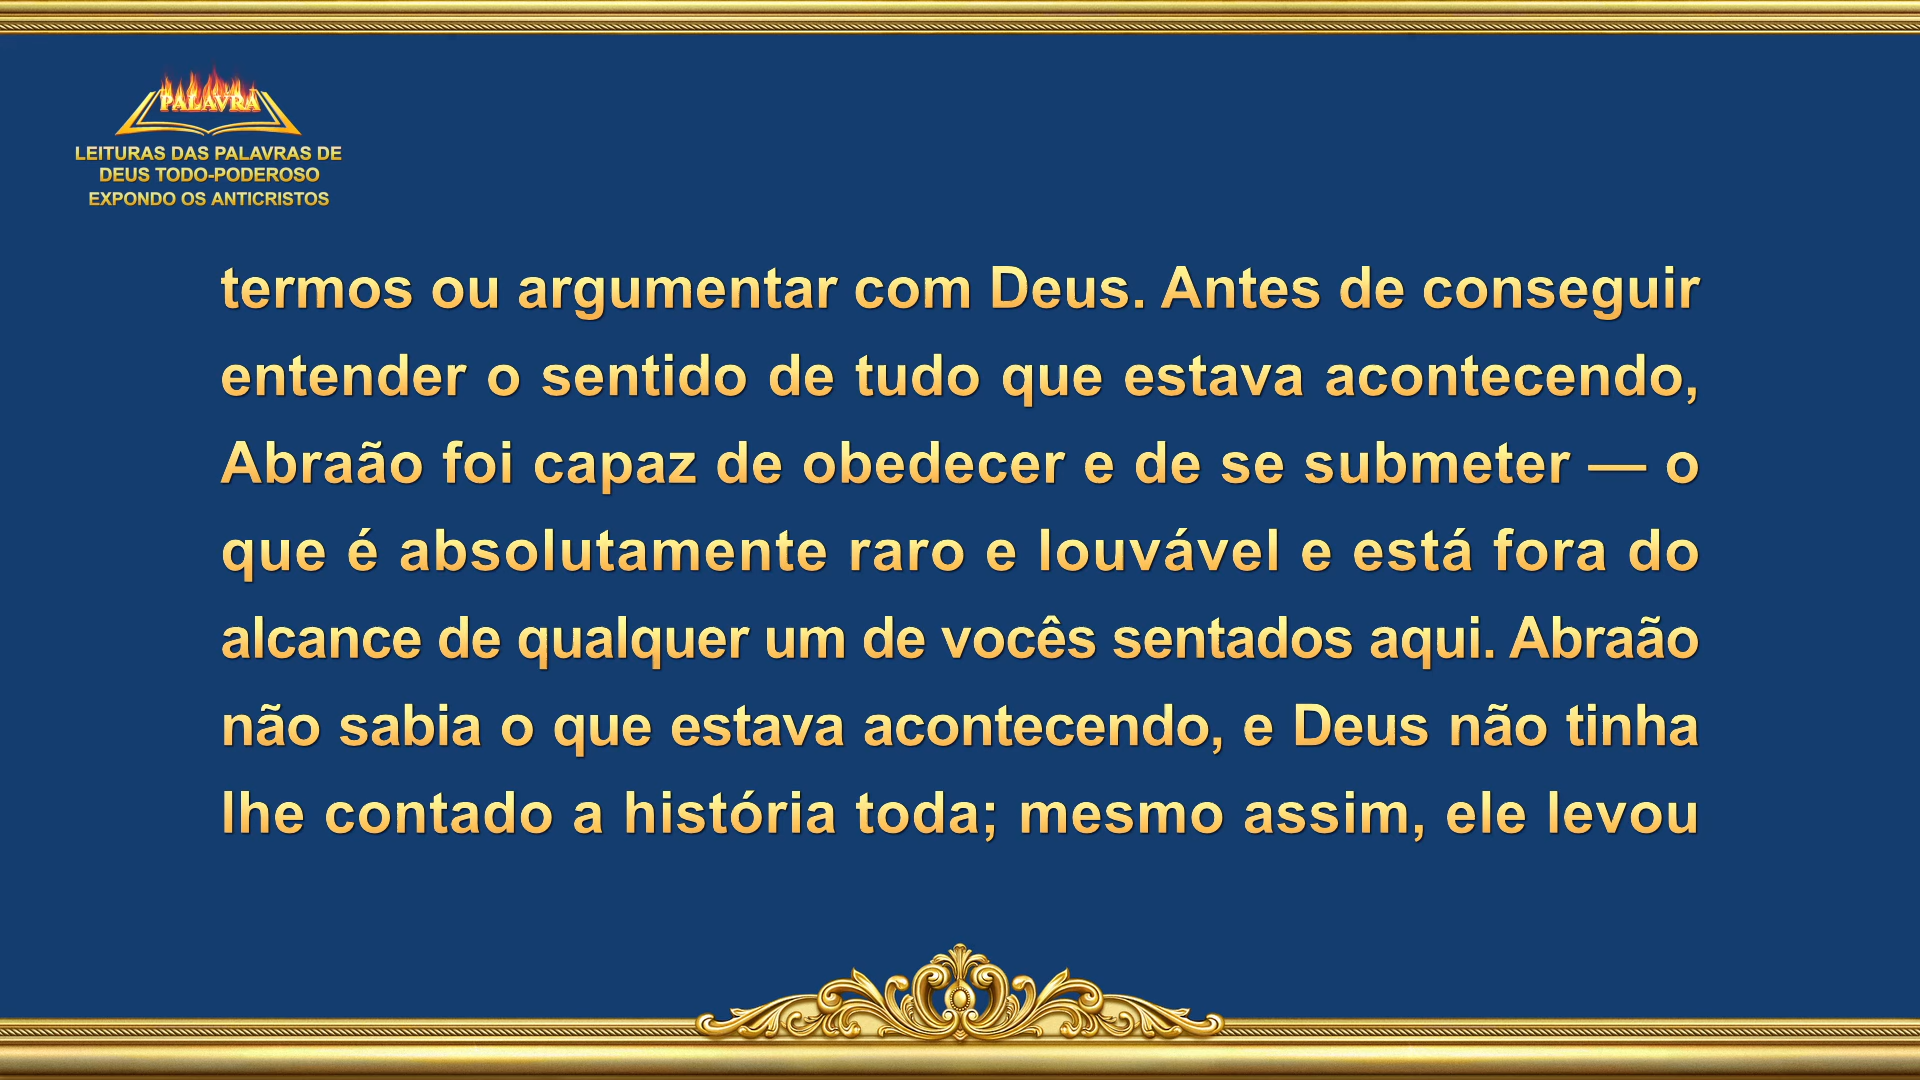 PALAVRA
LEITURAS DAS PALAVRAS DE
DEUS TODO-PODEROSO
EXPONDO OS ANTICRISTOS
termos ou argumentar com Deus. Antes de conseguir
entender o sentido de tudo que estava acontecendo,
Abraão foi capaz de obedecer e de se submeter — o
que é absolutamente raro e louvável e está fora do
alcance de qualquer um de vocês sentados aqui. Abraão
não sabia o que estava acontecendo, e Deus não tinha
lhe contado a história toda; mesmo assim, ele levou